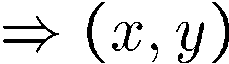 ⇒ (x, y)